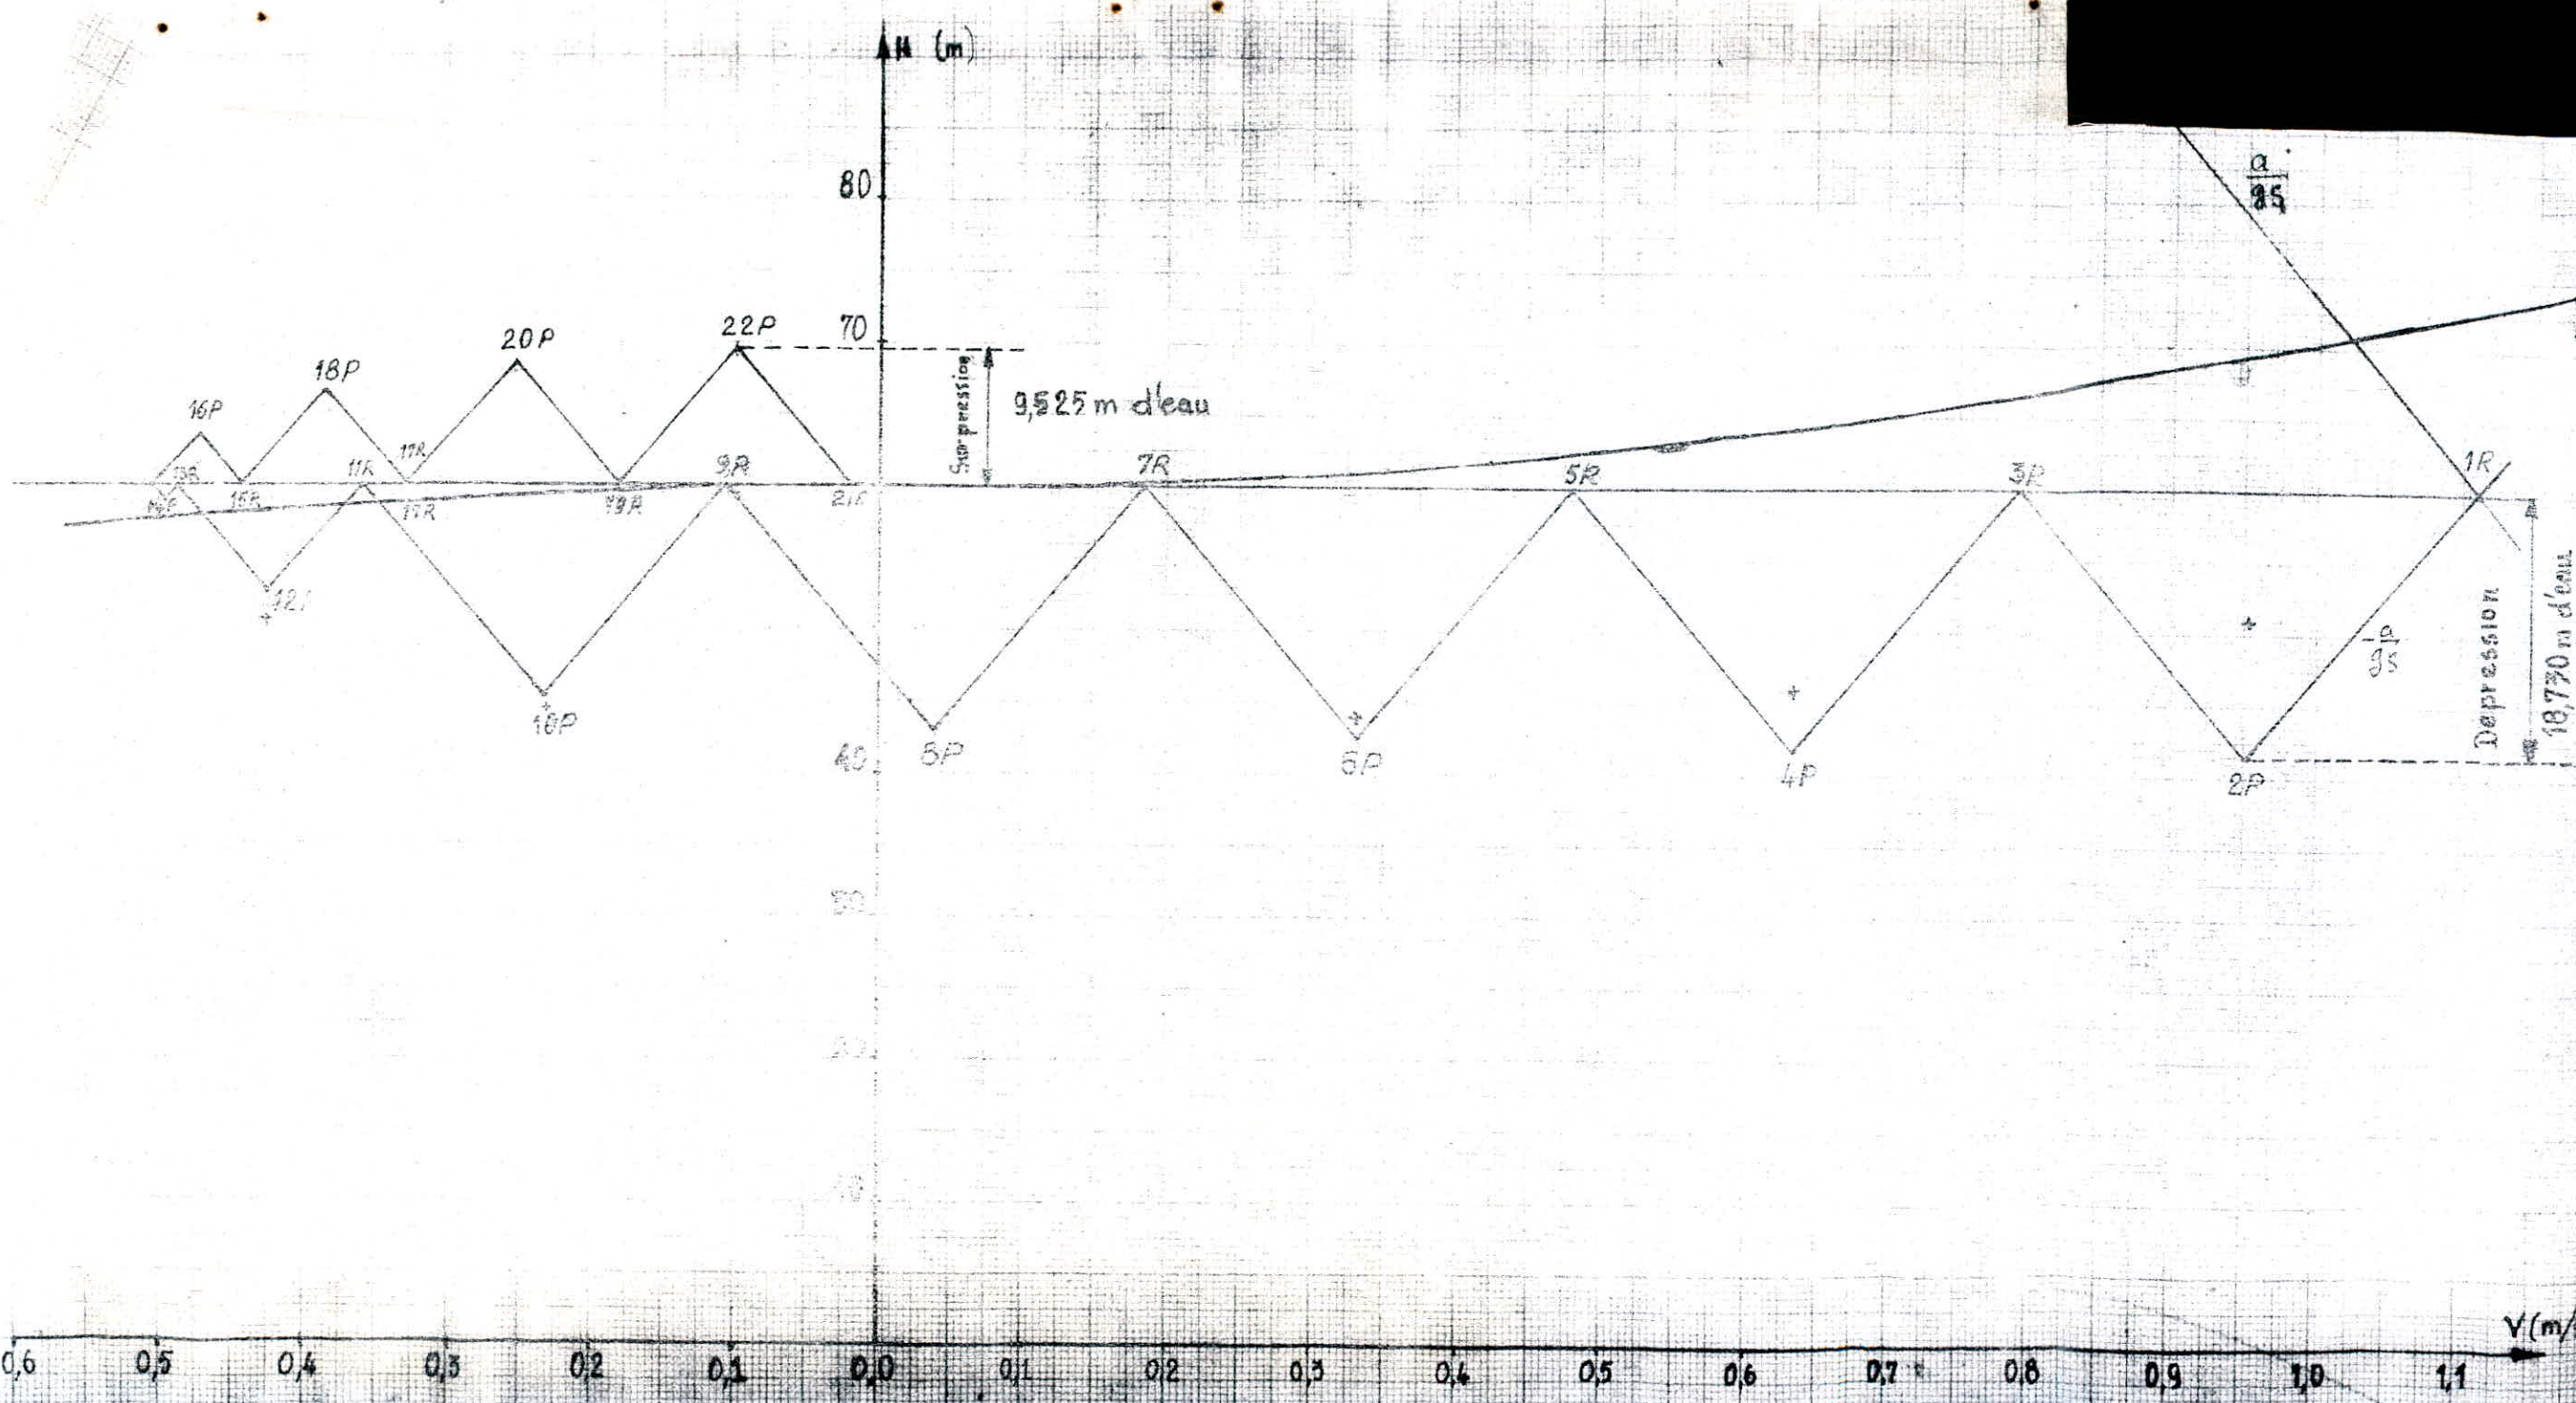 H (m)
a
gs
80
70
22P
20P
18P
16P
Surpression
9,525 m d'eau
17R
11R
9R
7R
5R
3R
1R
13R
15R
17R
19R
12P
10P
8P
6P
4P
2P
-a
gs
Depression
18,730 m d'eau
40
30
20
10
V (m/
0,6 0,5 0,4 0,3 0,2 0,1 0,0 0,1 0,2 0,3 0,4 0,5 0,6 0,7 0,8 0,9 1,0 1,1